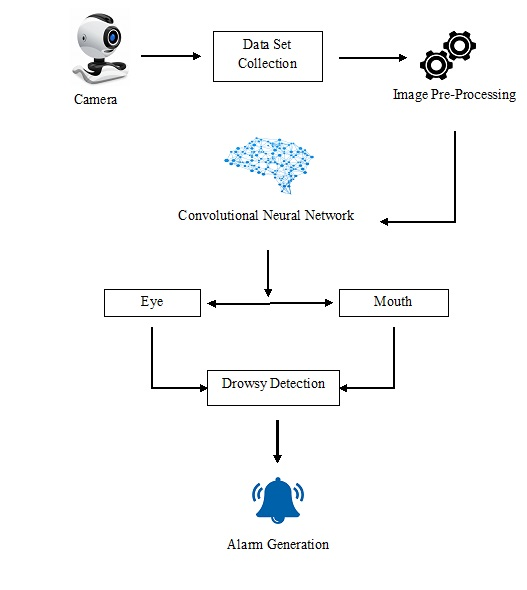 Data Set
Collection
Camera
Image Pre-Processing
Convolutional Neural Network
Eye
Mouth
Drowsy Detection
Alarm Generation